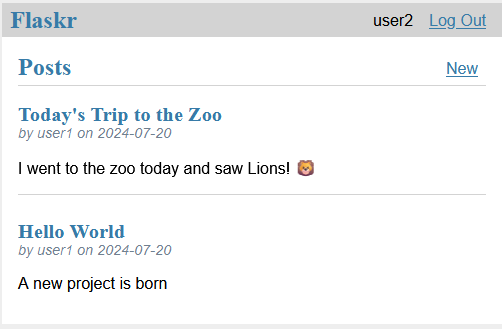 Flaskr user2 Log Out
Posts New
Today's Trip to the Zoo
by user1 on 2024-07-20
I went to the zoo today and saw Lions! 🦁
Hello World
by user1 on 2024-07-20
A new project is born